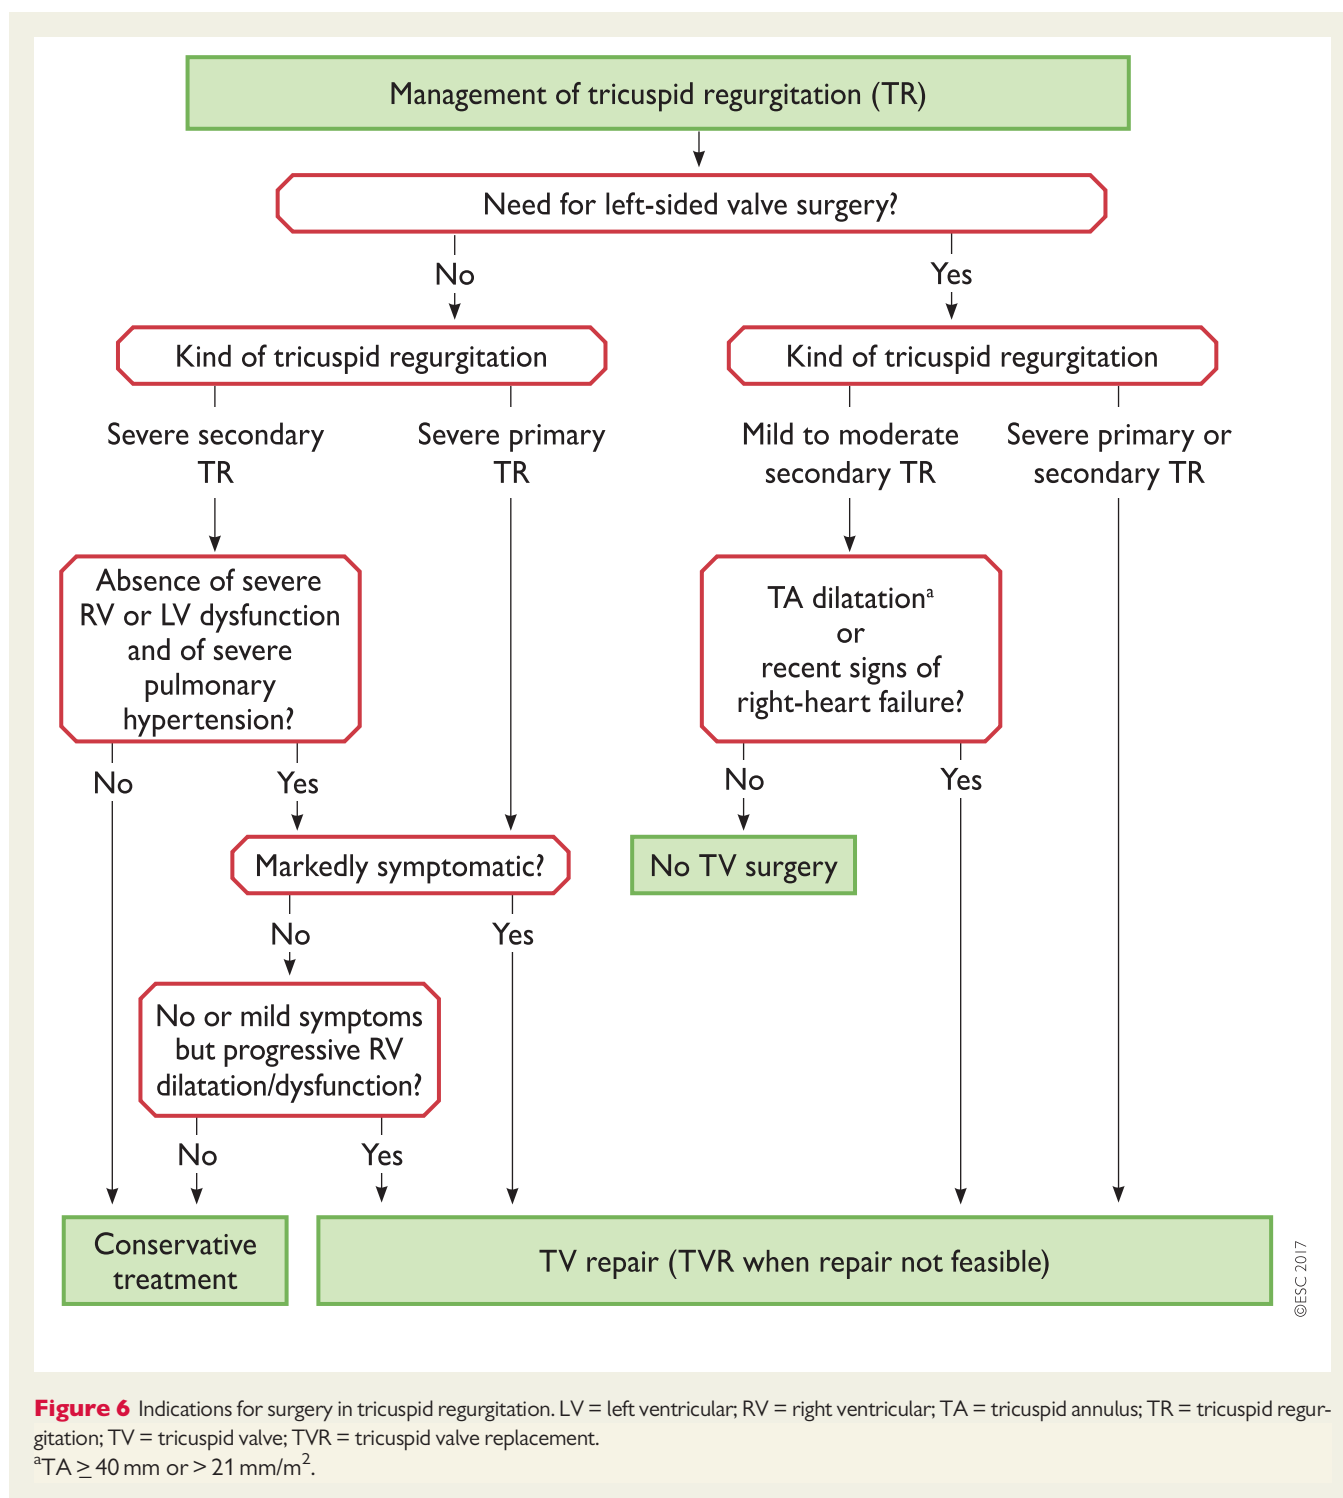 Management of tricuspid regurgitation (TR)
Need for left-sided valve surgery?
No
Yes
Kind of tricuspid regurgitation
Kind of tricuspid regurgitation
Severe secondary
TR
Severe primary
TR
Mild to moderate
secondary TR
Severe primary or
secondary TR
Absence of severe
RV or LV dysfunction
and of severe
pulmonary
hypertension?
TA dilatationᵃ
or
recent signs of
right-heart failure?
No
Yes
No
Yes
Markedly symptomatic?
No TV surgery
No
Yes
No or mild symptoms
but progressive RV
dilatation/dysfunction?
No
Yes
Conservative
treatment
TV repair (TVR when repair not feasible)
©ESC 2017
Figure 6 Indications for surgery in tricuspid regurgitation. LV = left ventricular; RV = right ventricular; TA = tricuspid annulus; TR = tricuspid regur-
gitation; TV = tricuspid valve; TVR = tricuspid valve replacement.
ᵃTA ≥ 40 mm or > 21 mm/m².